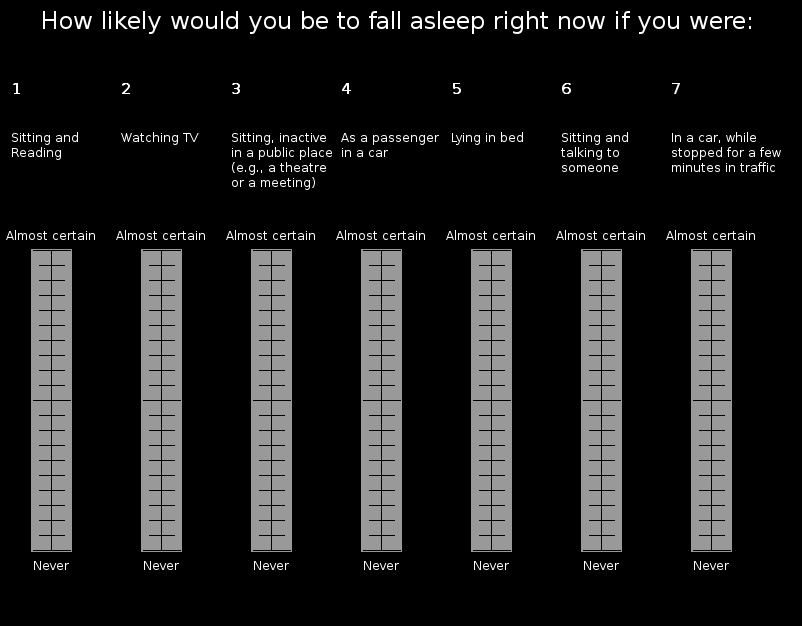 How likely would you be to fall asleep right now if you were:
1
2
3
4
5
6
7
Sitting and
Reading
Watching TV
Sitting, inactive
in a public place
(e.g., a theatre
or a meeting)
As a passenger
in a car
Lying in bed
Sitting and
talking to
someone
In a car, while
stopped for a few
minutes in traffic
Almost certain
Almost certain
Almost certain
Almost certain
Almost certain
Almost certain
Almost certain
Never
Never
Never
Never
Never
Never
Never